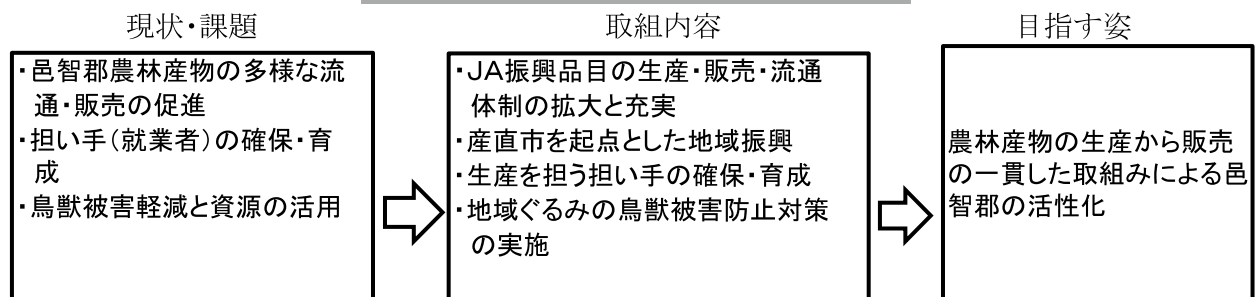 現状・課題
・邑智郡農林産物の多様な流
通・販売の促進
・担い手(就業者)の確保・育
成
・鳥獣被害軽減と資源の活用
取組内容
・JA振興品目の生産・販売・流通
体制の拡大と充実
・産直市を起点とした地域振興
・生産を担う担い手の確保・育成
・地域ぐるみの鳥獣被害防止対策
の実施
目指す姿
農林産物の生産から販売
の一貫した取組みによる邑
智郡の活性化